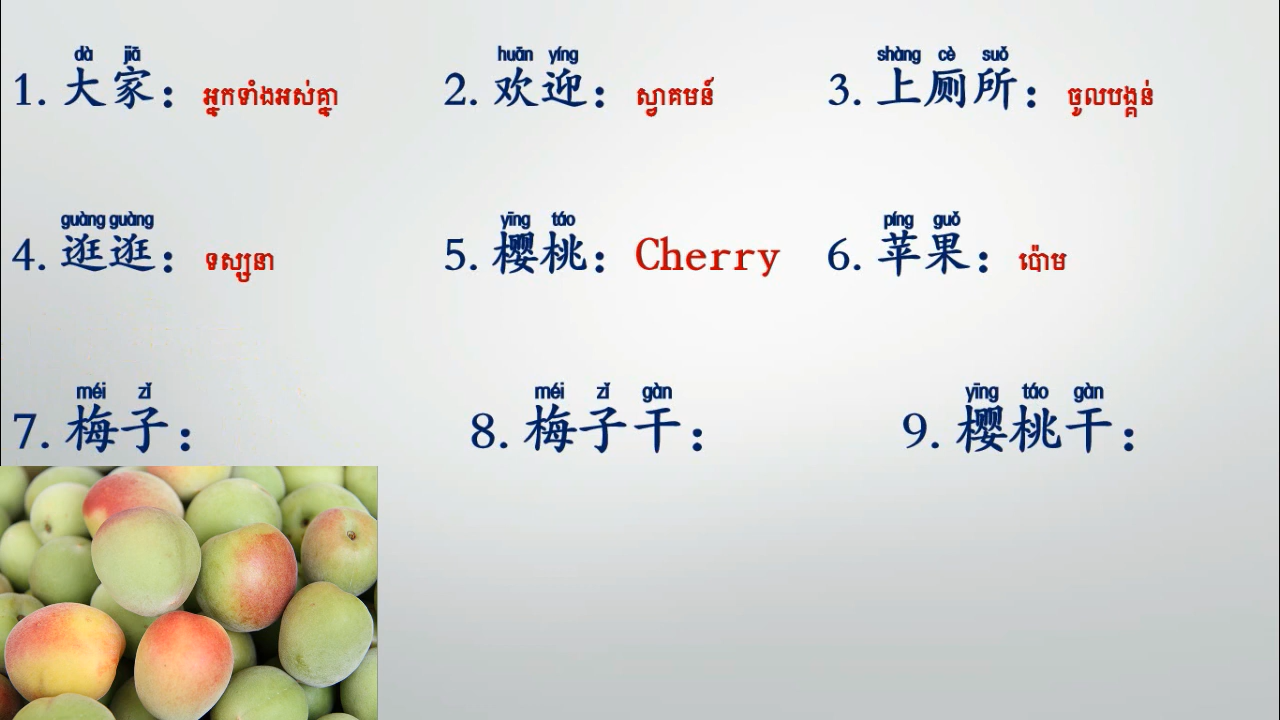 dà jiā huān yíng shàng cè suǒ
1. 大家： អ្នកទាំងអស់គ្នា 2. 欢迎： ស្វាគមន៍ 3. 上厕所： ចូលបង្គន់
guàng guàng yīng táo píng guǒ
4. 逛逛： ទស្សនា 5. 樱桃： Cherry 6. 苹果： ប៉ោម
méi zǐ méi zǐ gàn yīng táo gàn
7. 梅子： 8. 梅子干： 9. 樱桃干：